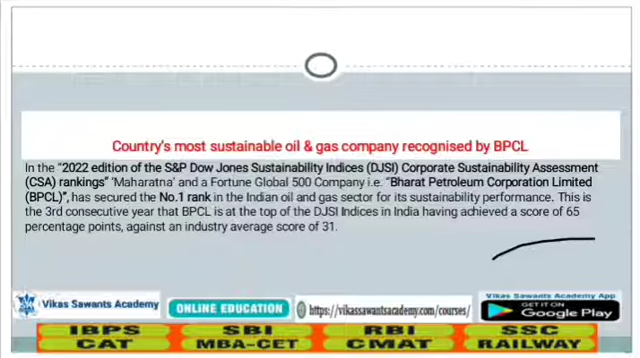 Country's most sustainable oil & gas company recognised by BPCL
In the "2022 edition of the S&P Dow Jones Sustainability Indices (DJSI) Corporate Sustainability Assessment
(CSA) rankings" 'Maharatna' and a Fortune Global 500 Company i.e. "Bharat Petroleum Corporation Limited
(BPCL)", has secured the No.1 rank in the Indian oil and gas sector for its sustainability performance. This is
the 3rd consecutive year that BPCL is at the top of the DJSI Indices in India having achieved a score of 65
percentage points, against an industry average score of 31.
Vikas Sawants Academy
ONLINE EDUCATION
https://vikassawantsacademy.com/courses/
Vikas Sawants Academy App
GET IT ON
Google Play
IBPS SBI RBI SSC
CAT MBA-CET CMAT RAILWAY